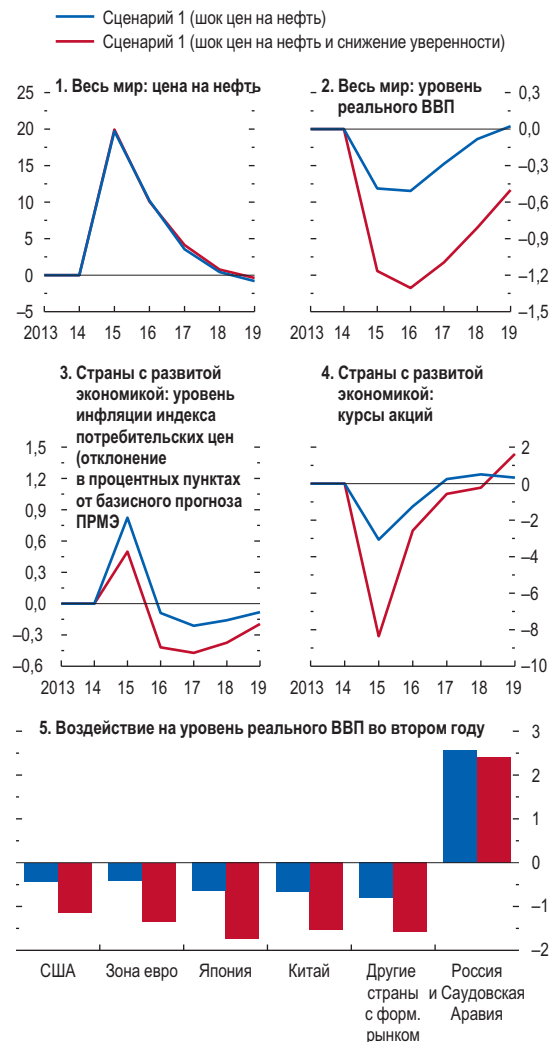 Сценарий 1 (шок цен на нефть)
Сценарий 1 (шок цен на нефть и снижение уверенности)
1. Весь мир: цена на нефть
25
20
15
10
5
0
–5
2013 14 15 16 17 18 19
2. Весь мир: уровень
реального ВВП
0,3
0,0
–0,3
–0,6
–0,9
–1,2
–1,5
2013 14 15 16 17 18 19
3. Страны с развитой
экономикой: уровень
инфляции индекса
потребительских цен
(отклонение
в процентных пунктах
от базисного прогноза
ПРМЭ
1,5
1,2
0,9
0,6
0,3
0,0
–0,3
–0,6
2013 14 15 16 17 18 19
4. Страны с развитой
экономикой:
курсы акций
2
0
–2
–4
–6
–8
–10
2013 14 15 16 17 18 19
5. Воздействие на уровень реального ВВП во втором году
3
2
1
0
–1
–2
США
Зона евро
Япония
Китай
Другие
страны
с форм.
рынком
Россия
и Саудовская
Аравия